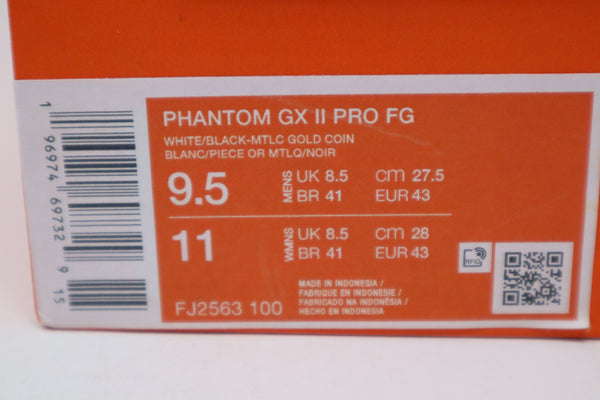 PHANTOM GX II PRO FG
WHITE/BLACK-MTLC GOLD COIN
BLANC/PIECE OR MTLQ/NOIR
9.5 MENS UK 8.5 CM 27.5
BR 41 EUR 43
11 WMNS UK 8.5 CM 28
BR 41 EUR 43
RFID
MADE IN INDONESIA /
FABRIQUE EN INDONESIE /
FABRICADO NA INDONÉSIA /
HECHO EN INDONESIA
FJ2563 100
1 96974 69732 9 15